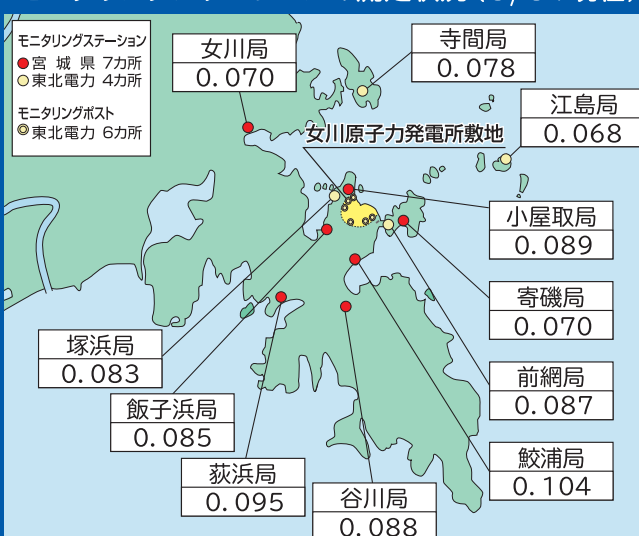 モニタリングステーション
宮城県 7カ所
東北電力 4カ所
モニタリングポスト
東北電力 6カ所
女川局
0.070
寺間局
0.078
江島局
0.068
女川原子力発電所敷地
小屋取局
0.089
寄磯局
0.070
前網局
0.087
鮫浦局
0.104
塚浜局
0.083
飯子浜局
0.085
荻浜局
0.095
谷川局
0.088